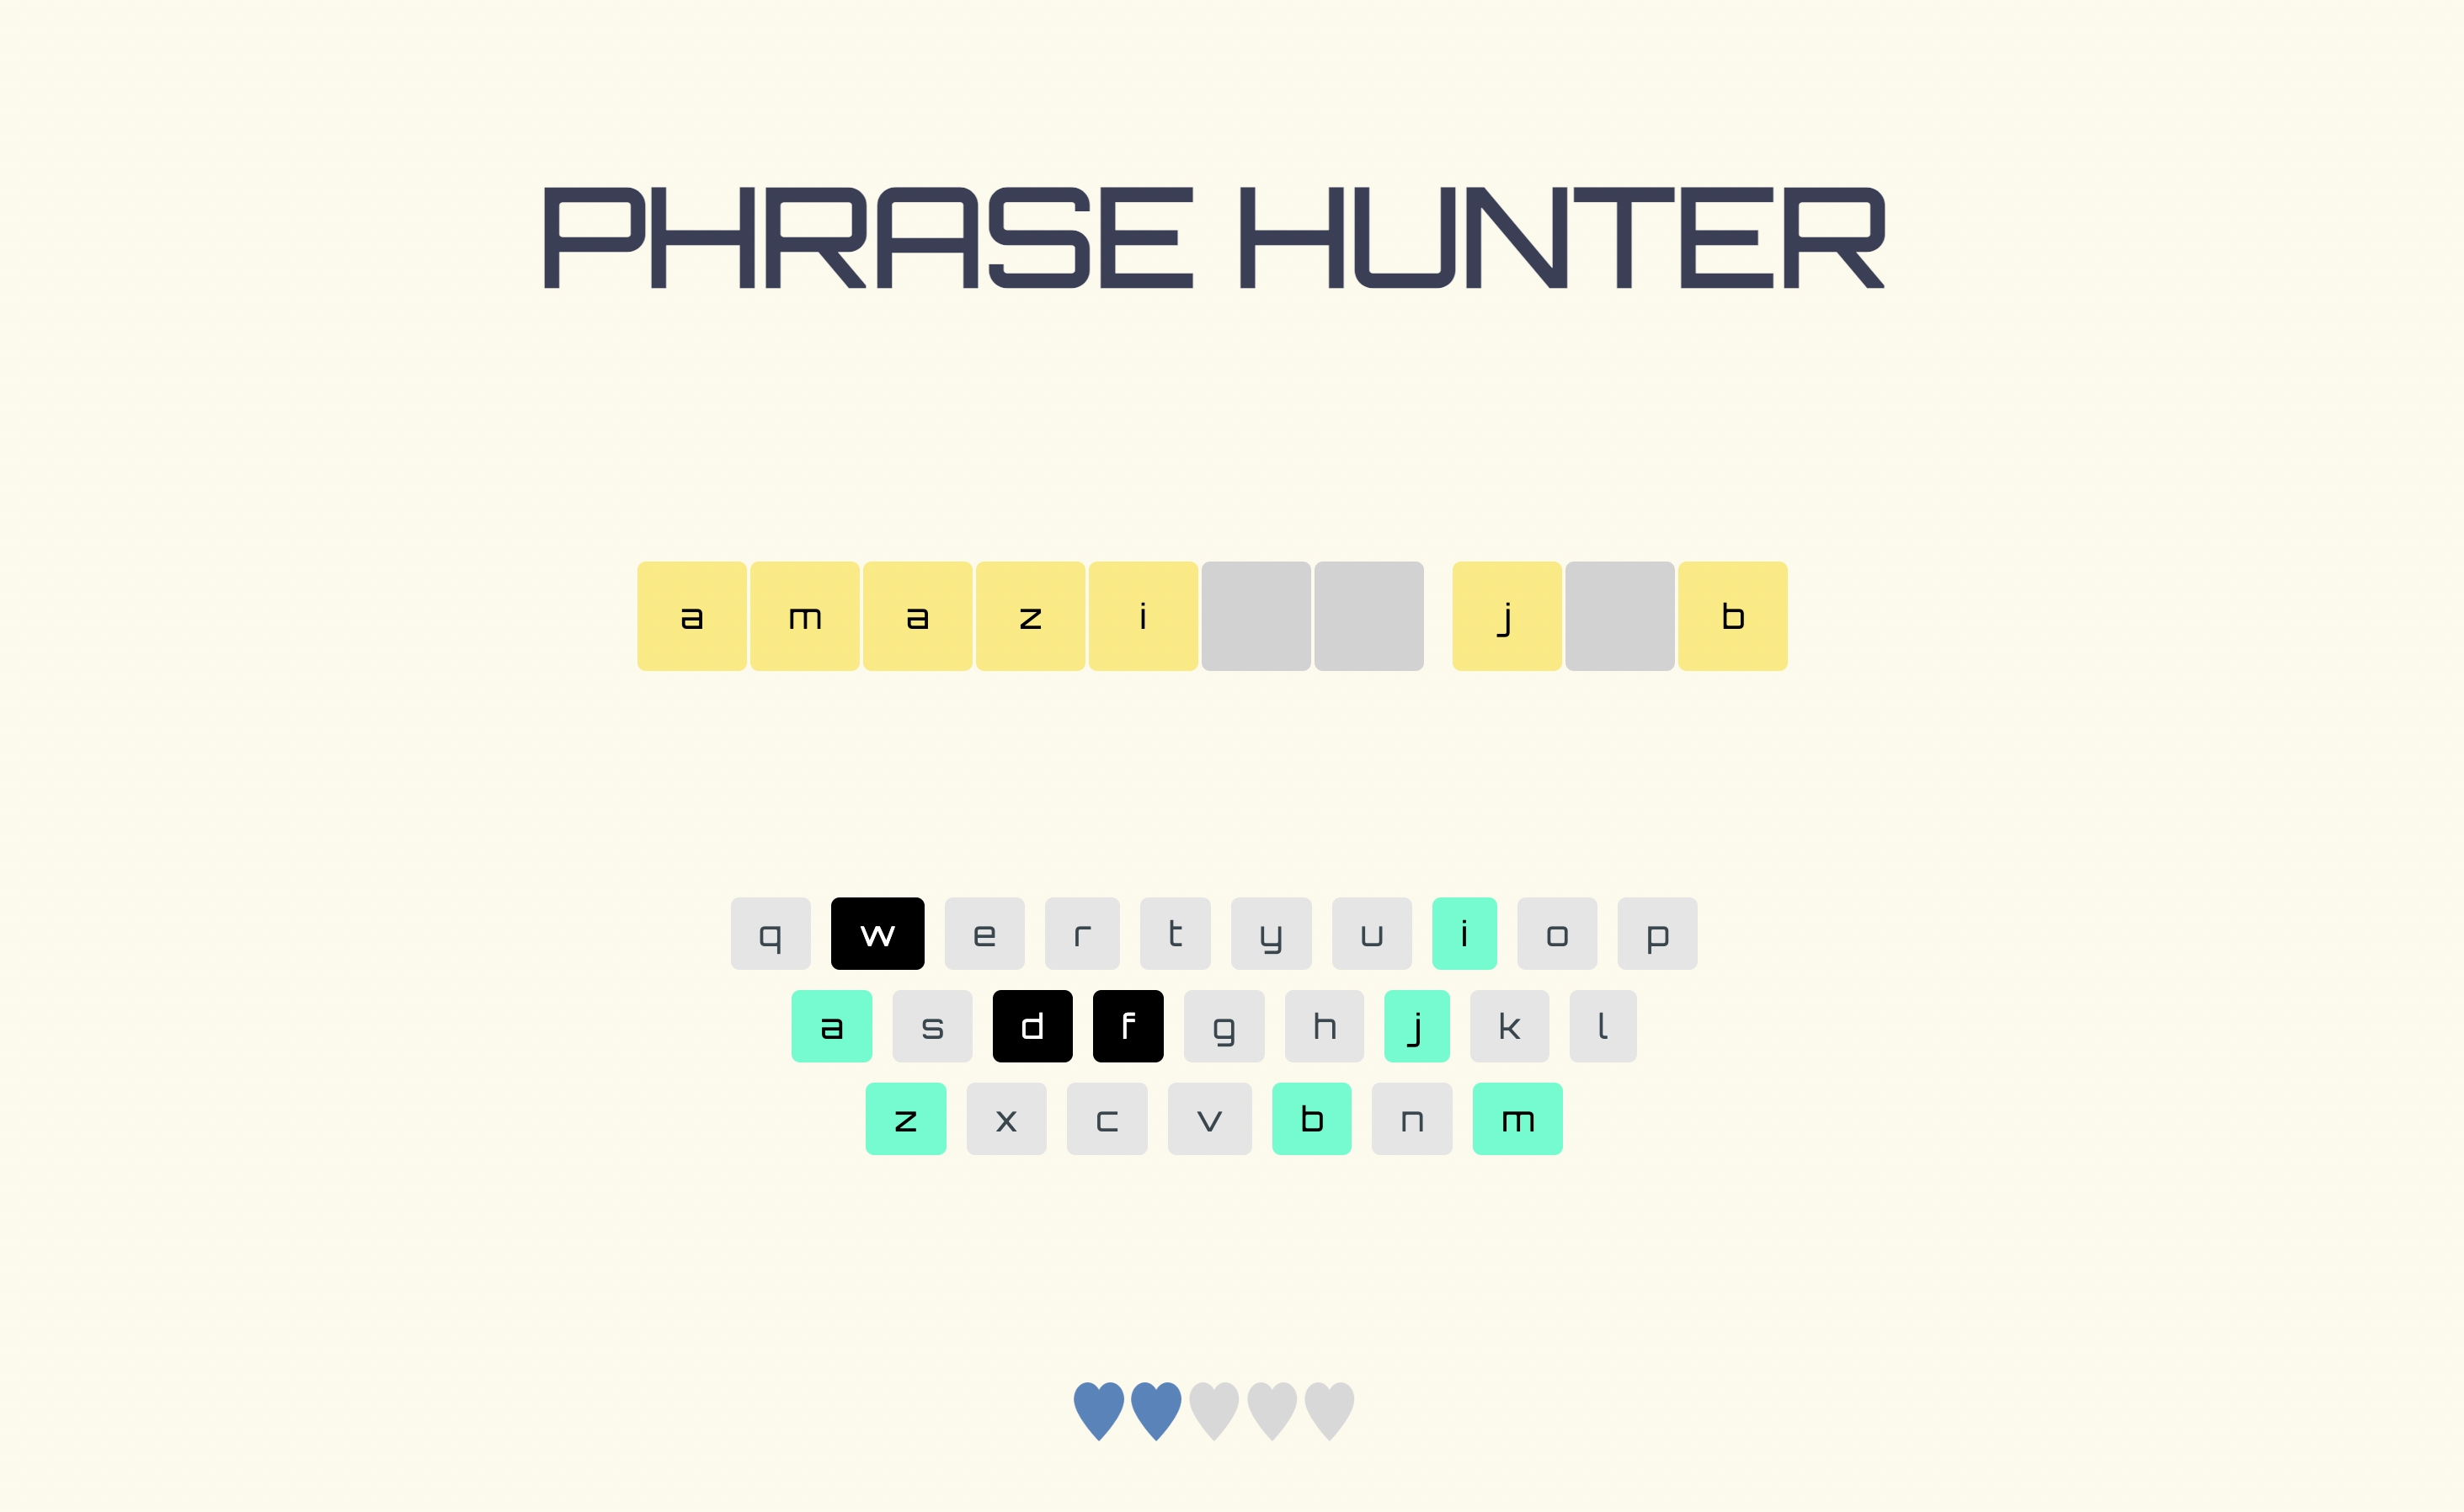 PHRASE HUNTER
a m a z i j b
q w e r t y u i o p
a s d f g h j k l
z x c v b n m